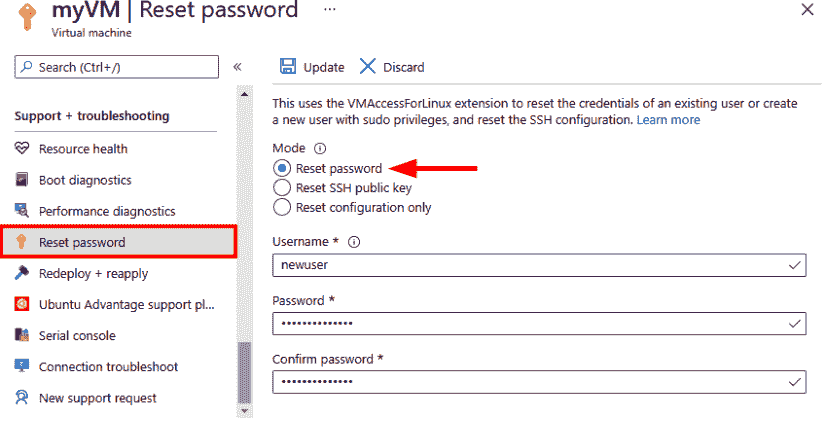 myVM | Reset password ...
Virtual machine
Search (Ctrl+/)
«
Support + troubleshooting
Resource health
Boot diagnostics
Performance diagnostics
Reset password
Redeploy + reapply
Ubuntu Advantage support pl...
Serial console
Connection troubleshoot
New support request
Update
Discard
This uses the VMAccessForLinux extension to reset the credentials of an existing user or create
a new user with sudo privileges, and reset the SSH configuration. Learn more
Mode
Reset password
Reset SSH public key
Reset configuration only
Username *
newuser
Password *
••••••••••••••
Confirm password *
••••••••••••••